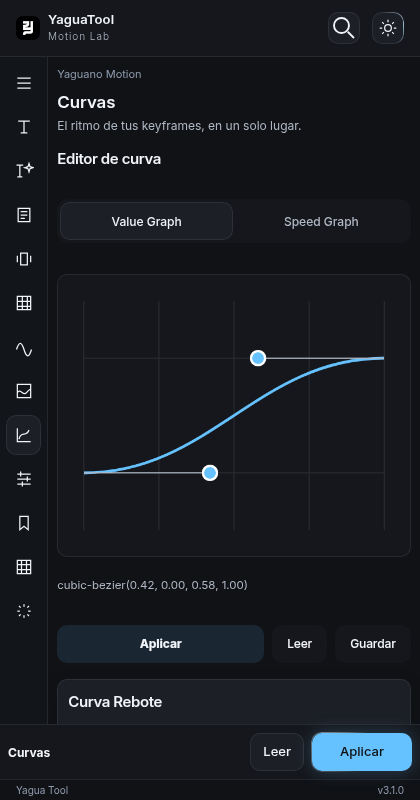 YaguaTool
Motion Lab
Yaguano Motion
Curvas
El ritmo de tus keyframes, en un solo lugar.
Editor de curva
Value Graph
Speed Graph
cubic-bezier(0.42, 0.00, 0.58, 1.00)
Aplicar
Leer
Guardar
Curva Rebote
Curvas
Leer
Aplicar
Yagua Tool
v3.1.0